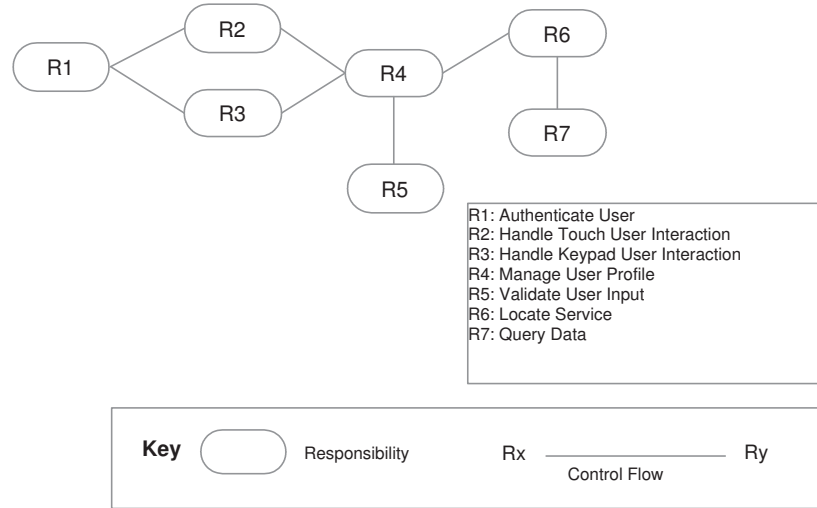 R2
R6
R1
R4
R3
R7
R5
R1: Authenticate User
R2: Handle Touch User Interaction
R3: Handle Keypad User Interaction
R4: Manage User Profile
R5: Validate User Input
R6: Locate Service
R7: Query Data
Key Responsibility Rx Ry
Control Flow